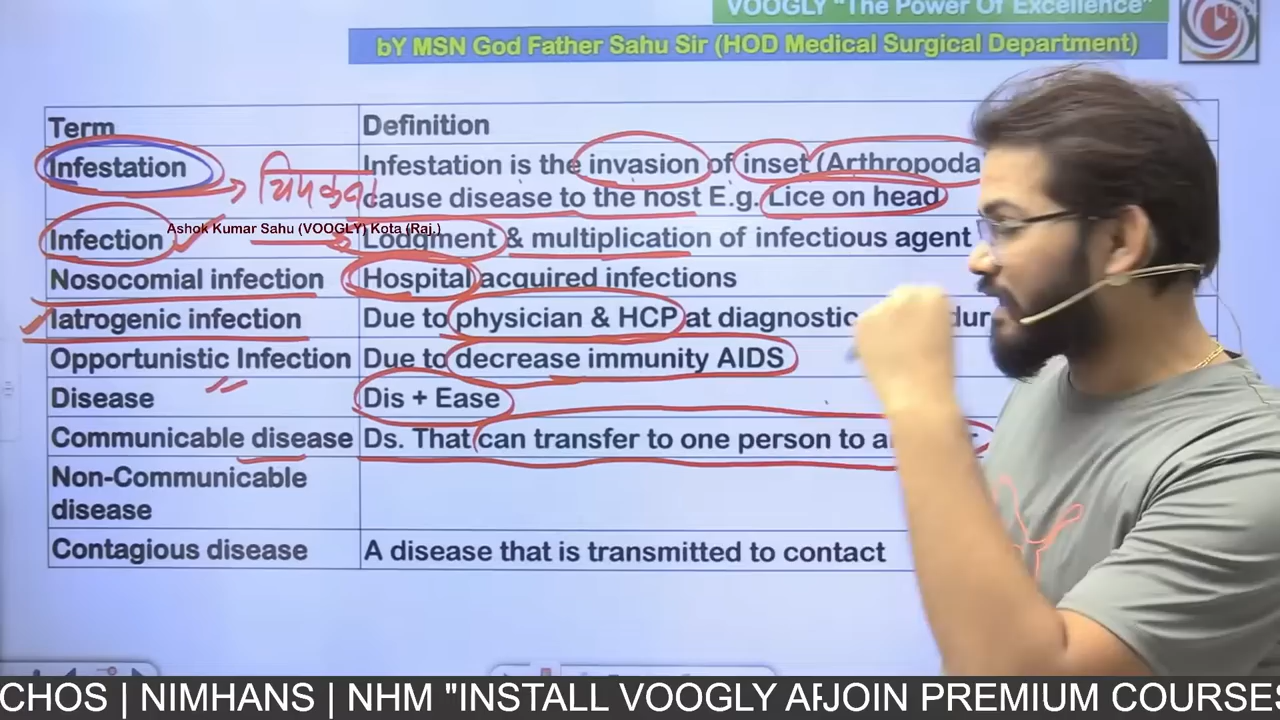 VOOGLY "The Power Of Excellence"
bY MSN God Father Sahu Sir (HOD Medical Surgical Department)
Term Definition
Infestation Infestation is the invasion of inset (Arthropoda
चिपकना cause disease to the host E.g. Lice on head
Ashok Kumar Sahu (VOOGLY) Kota (Raj.)
Infection Lodgment & multiplication of infectious agent
Nosocomial infection Hospital acquired infections
Iatrogenic infection Due to physician & HCP at diagnostic
Opportunistic Infection Due to decrease immunity AIDS
Disease Dis + Ease
Communicable disease Ds. That can transfer to one person to
Non-Communicable
disease
Contagious disease A disease that is transmitted to contact
CHOS | NIMHANS | NHM "INSTALL VOOGLY AP JOIN PREMIUM COURSES